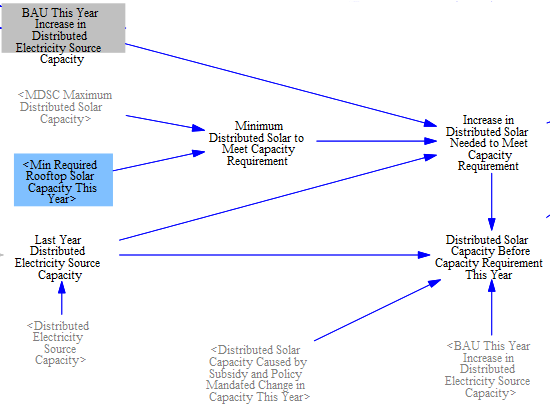 BAU This Year
Increase in
Distributed
Electricity Source
Capacity
<MDSC Maximum
Distributed Solar
Capacity>
Minimum
Distributed Solar to
Meet Capacity
Requirement
Increase in
Distributed Solar
Needed to Meet
Capacity
Requirement
<Min Required
Rooftop Solar
Capacity This
Year>
Last Year
Distributed
Electricity Source
Capacity
Distributed Solar
Capacity Before
Capacity Requirement
This Year
<Distributed
Electricity
Source
Capacity>
<Distributed Solar
Capacity Caused by
Subsidy and Policy
Mandated Change in
Capacity This Year>
<BAU This Year
Increase in
Distributed
Electricity Source
Capacity>